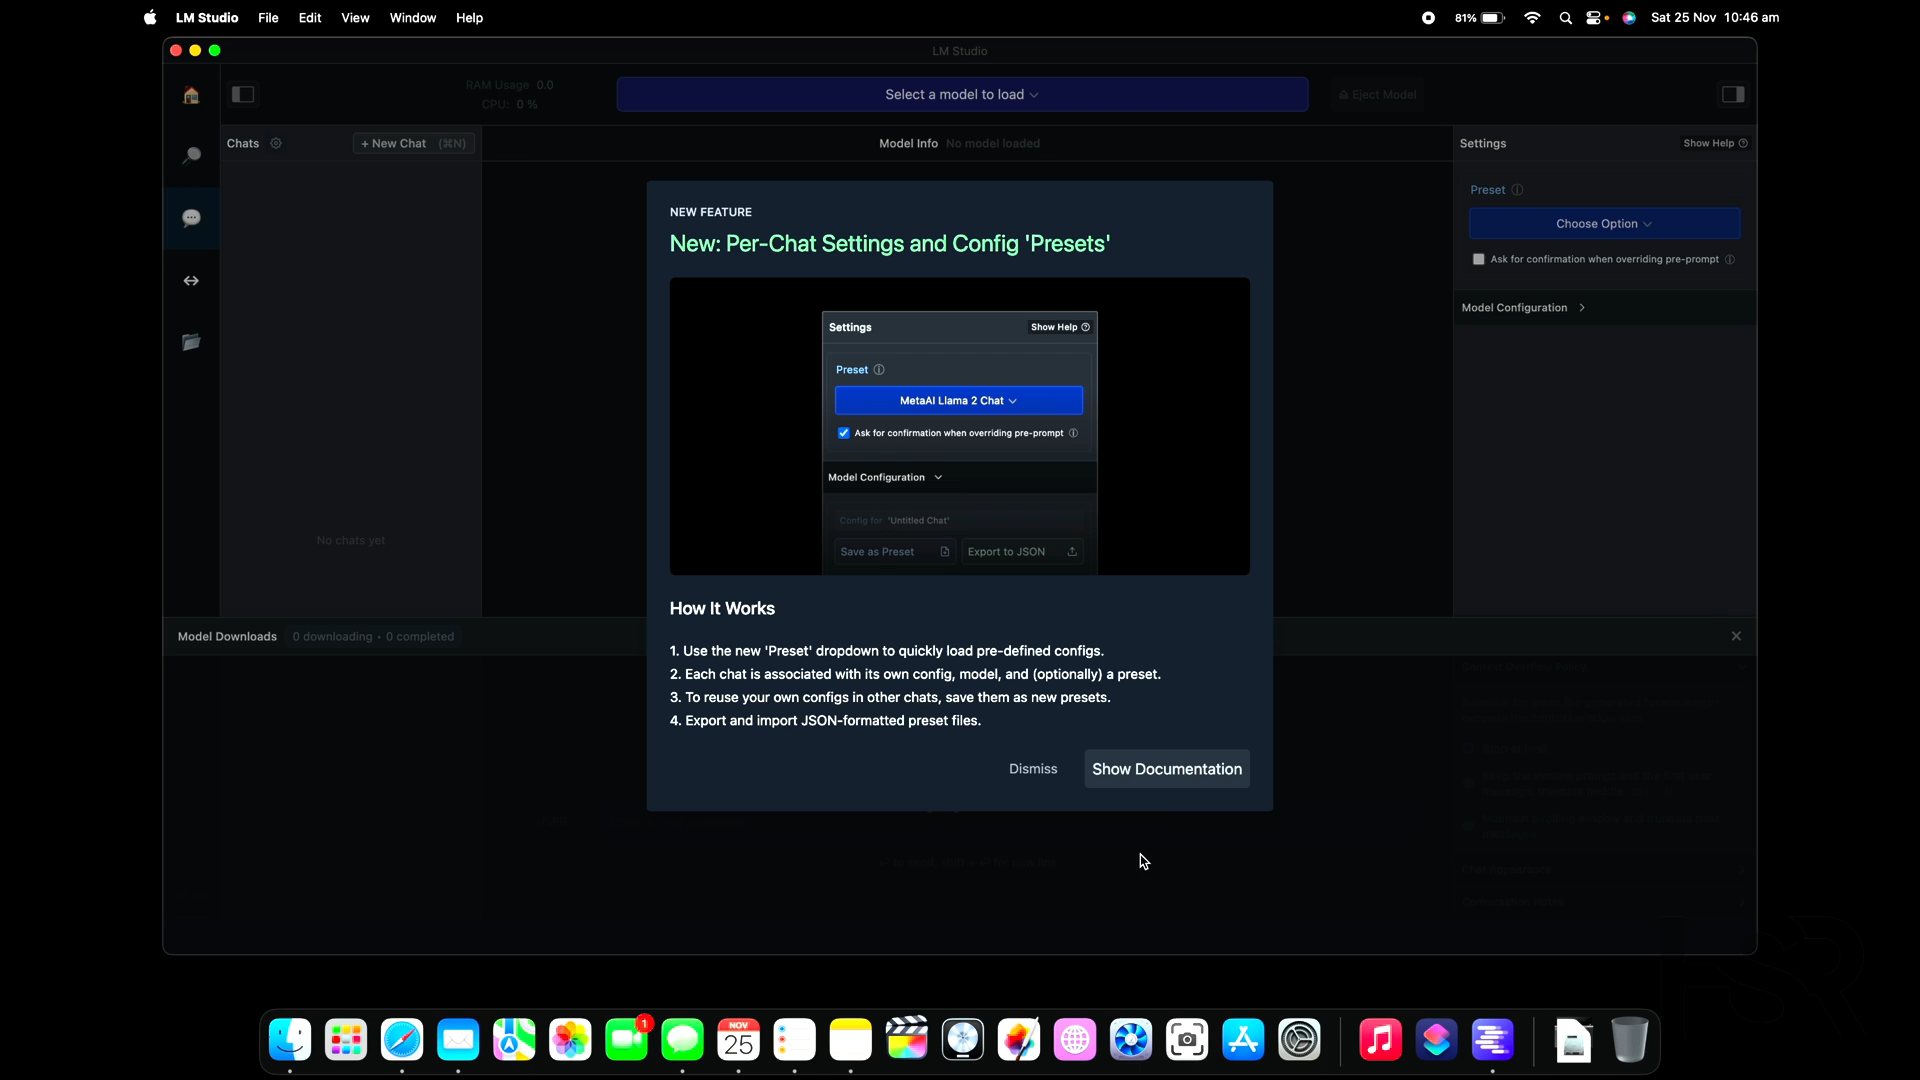 LM Studio File Edit View Window Help
81% Sat 25 Nov 10:46 am
LM Studio
RAM Usage 0.0
CPU: 0 %
Select a model to load
Eject Model
Chats
+ New Chat (⌘N)
Model Info No model loaded
Settings
Show Help
Preset
Choose Option
Ask for confirmation when overriding pre-prompt
Model Configuration
No chats yet
NEW FEATURE
New: Per-Chat Settings and Config 'Presets'
Settings
Show Help
Preset
MetaAI Llama 2 Chat
Ask for confirmation when overriding pre-prompt
Model Configuration
Config for 'Untitled Chat'
Save as Preset
Export to JSON
How It Works
1. Use the new 'Preset' dropdown to quickly load pre-defined configs.
2. Each chat is associated with its own config, model, and (optionally) a preset.
3. To reuse your own configs in other chats, save them as new presets.
4. Export and import JSON-formatted preset files.
Dismiss
Show Documentation
Model Downloads 0 downloading • 0 completed
1
NOV
25